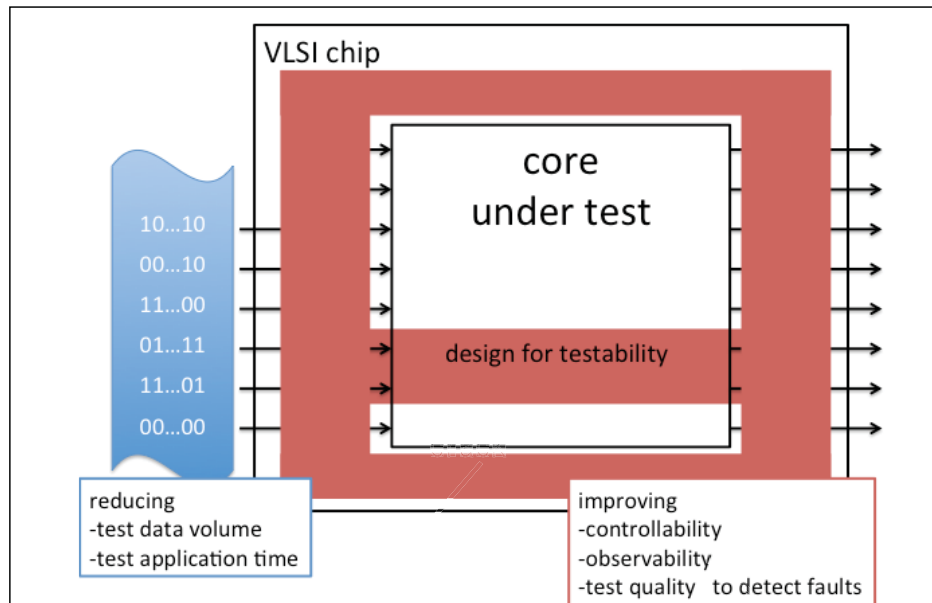 VLSI chip
core
under test
10...10
00...10
11...00
01...11
11...01
00...00
design for testability
reducing
-test data volume
-test application time
improving
-controllability
-observability
-test quality to detect faults